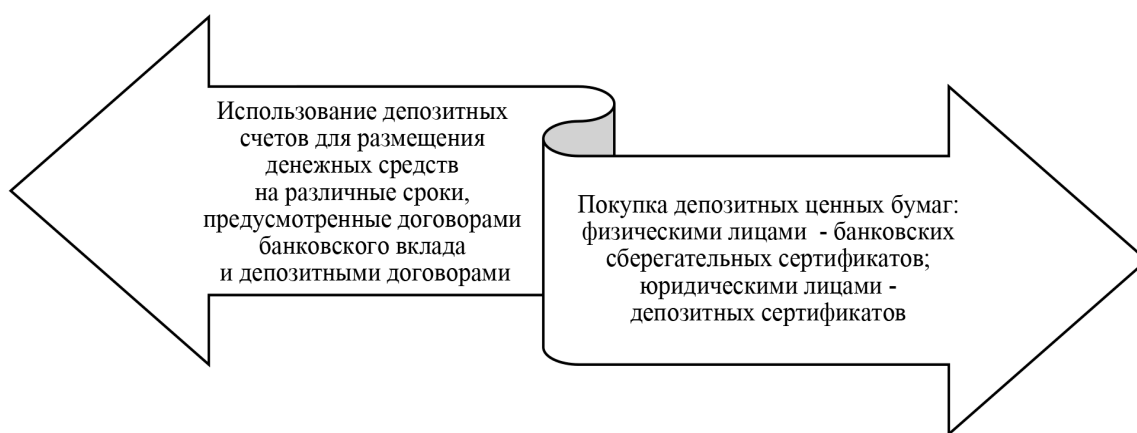 Использование депозитных
счетов для размещения
денежных средств
на различные сроки,
предусмотренные договорами
банковского вклада
и депозитными договорами
Покупка депозитных ценных бумаг:
физическими лицами - банковских
сберегательных сертификатов;
юридическими лицами -
депозитных сертификатов